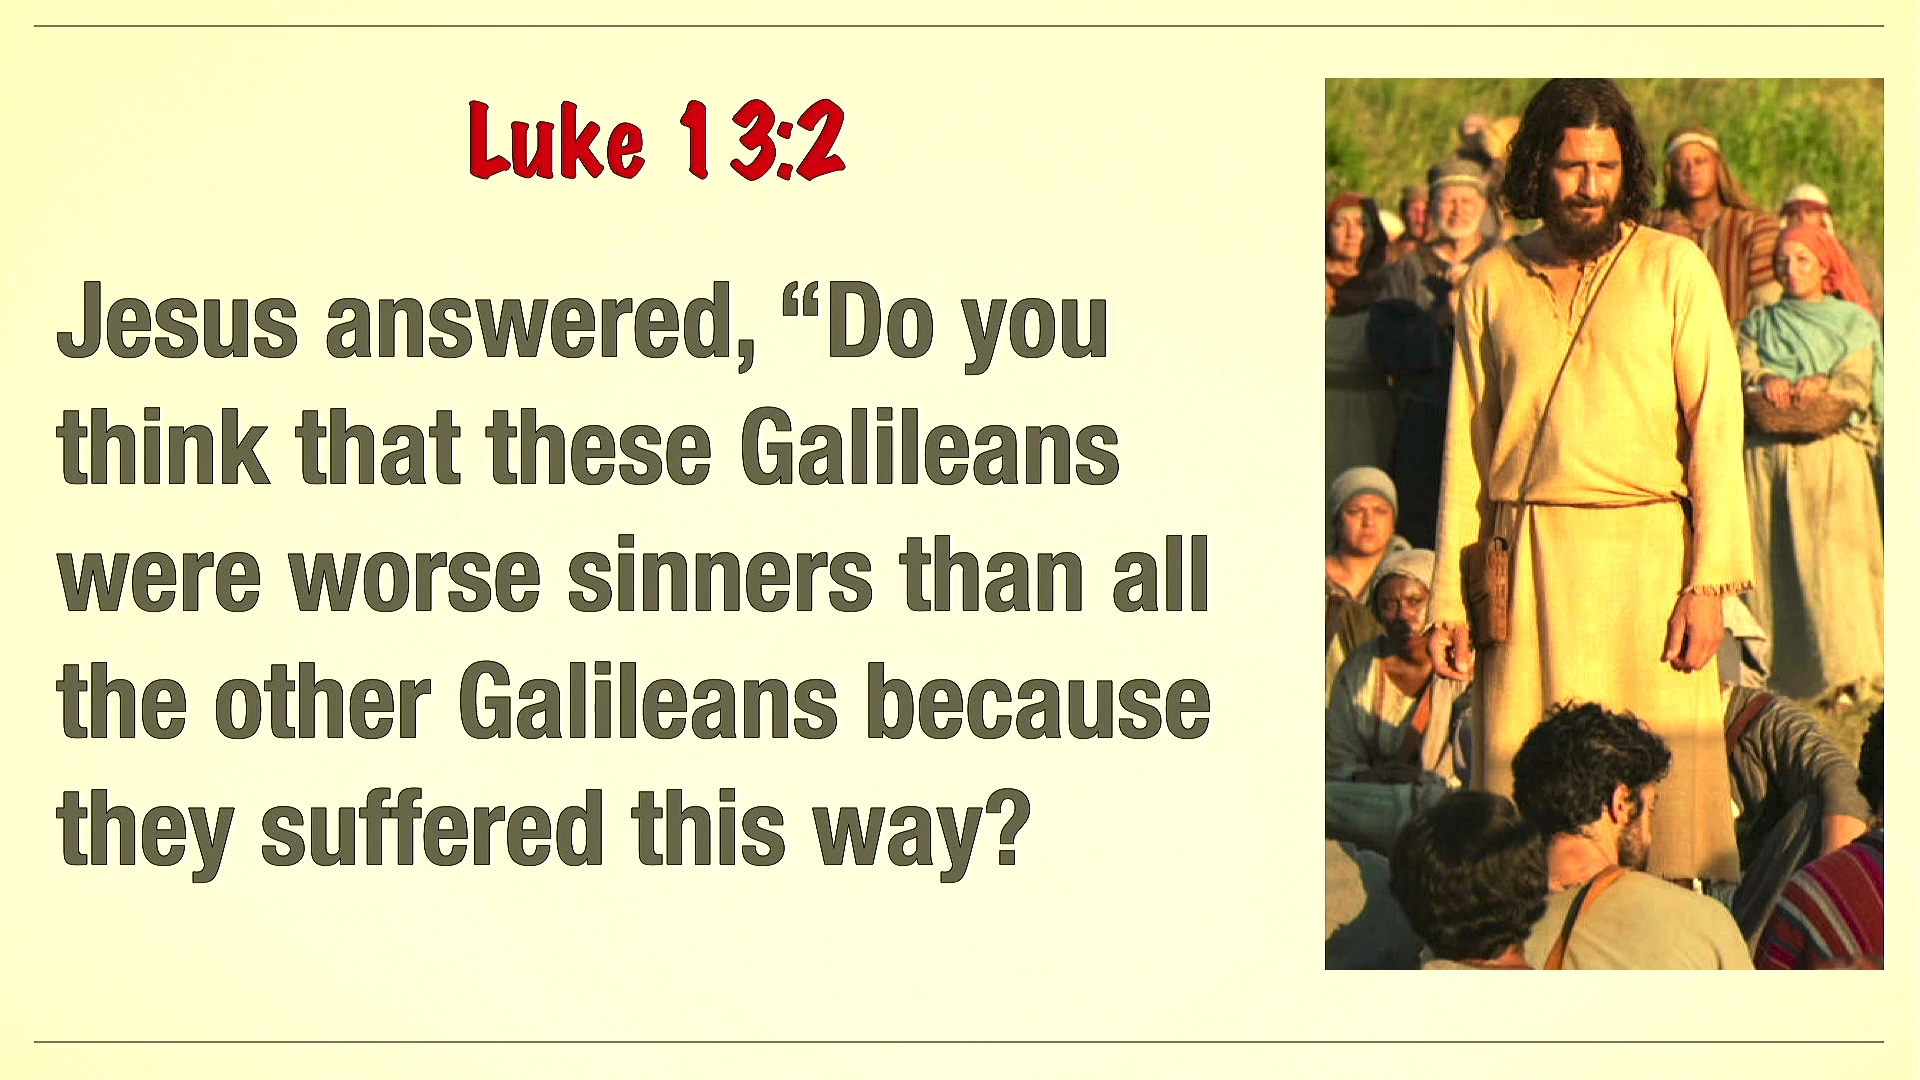 Luke 13:2
Jesus answered, “Do you
think that these Galileans
were worse sinners than all
the other Galileans because
they suffered this way?